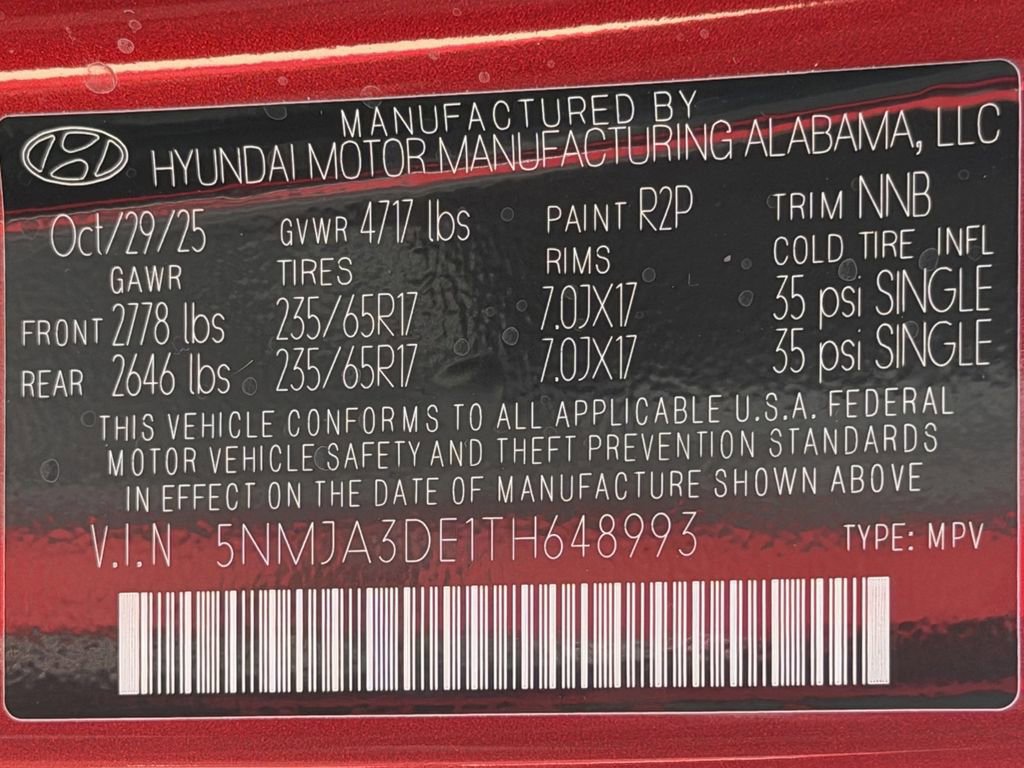 MANUFACTURED BY
HYUNDAI MOTOR MANUFACTURING ALABAMA, LLC
Oct/29/25 GVWR 4717 lbs PAINT R2P TRIM NNB
GAWR TIRES RIMS COLD TIRE INFL
FRONT 2778 lbs 235/65R17 7.0JX17 35 psi SINGLE
REAR 2646 lbs 235/65R17 7.0JX17 35 psi SINGLE
THIS VEHICLE CONFORMS TO ALL APPLICABLE U.S.A. FEDERAL
MOTOR VEHICLE SAFETY AND THEFT PREVENTION STANDARDS
IN EFFECT ON THE DATE OF MANUFACTURE SHOWN ABOVE
V.I.N 5NMJA3DE1TH648993 TYPE: MPV